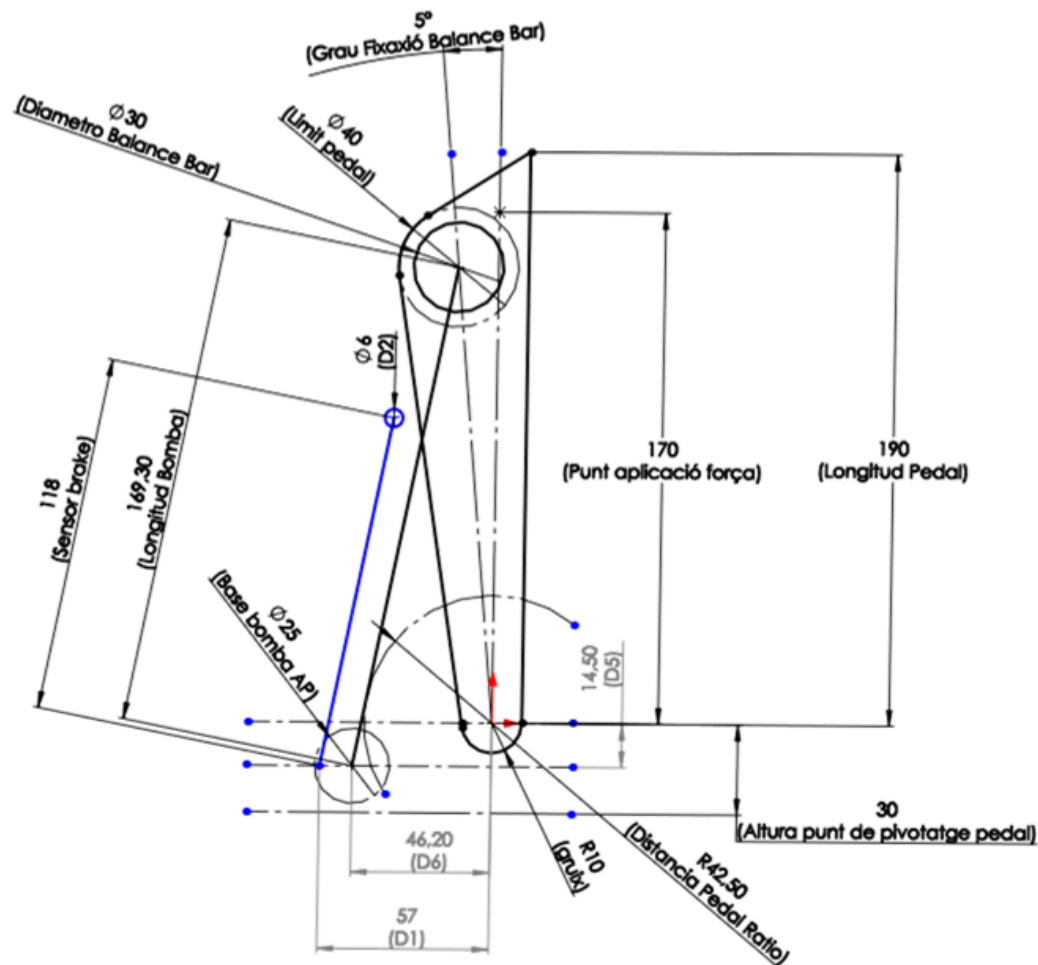 5°
(Grau Fixaxió Balance Bar)
Ø30
(Diametro Balance Bar)
Ø40
(Limit pedal)
Ø6
(D2)
170
(Punt aplicació força)
190
(Longitud Pedal)
118
(Sensor brake)
169,30
(Longitud Bomba)
Ø25
(Base bomba AP)
14,50
(D5)
30
(Altura punt de pivotatge pedal)
46,20
(D6)
R10
(gruix)
R42,50
(Distancia Pedal Ratio)
57
(D1)